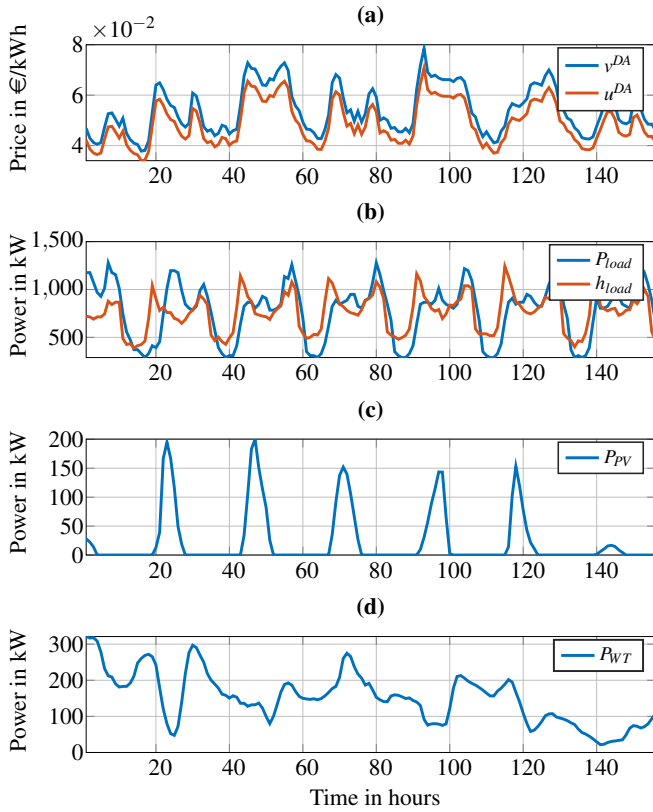 (a)
×10⁻²
Price in €/kWh
8
6
4
v^DA
u^DA
20 40 60 80 100 120 140
(b)
Power in kW
1,500
1,000
500
P_load
h_load
20 40 60 80 100 120 140
(c)
Power in kW
200
150
100
50
0
P_PV
20 40 60 80 100 120 140
(d)
Power in kW
300
200
100
0
P_WT
20 40 60 80 100 120 140
Time in hours